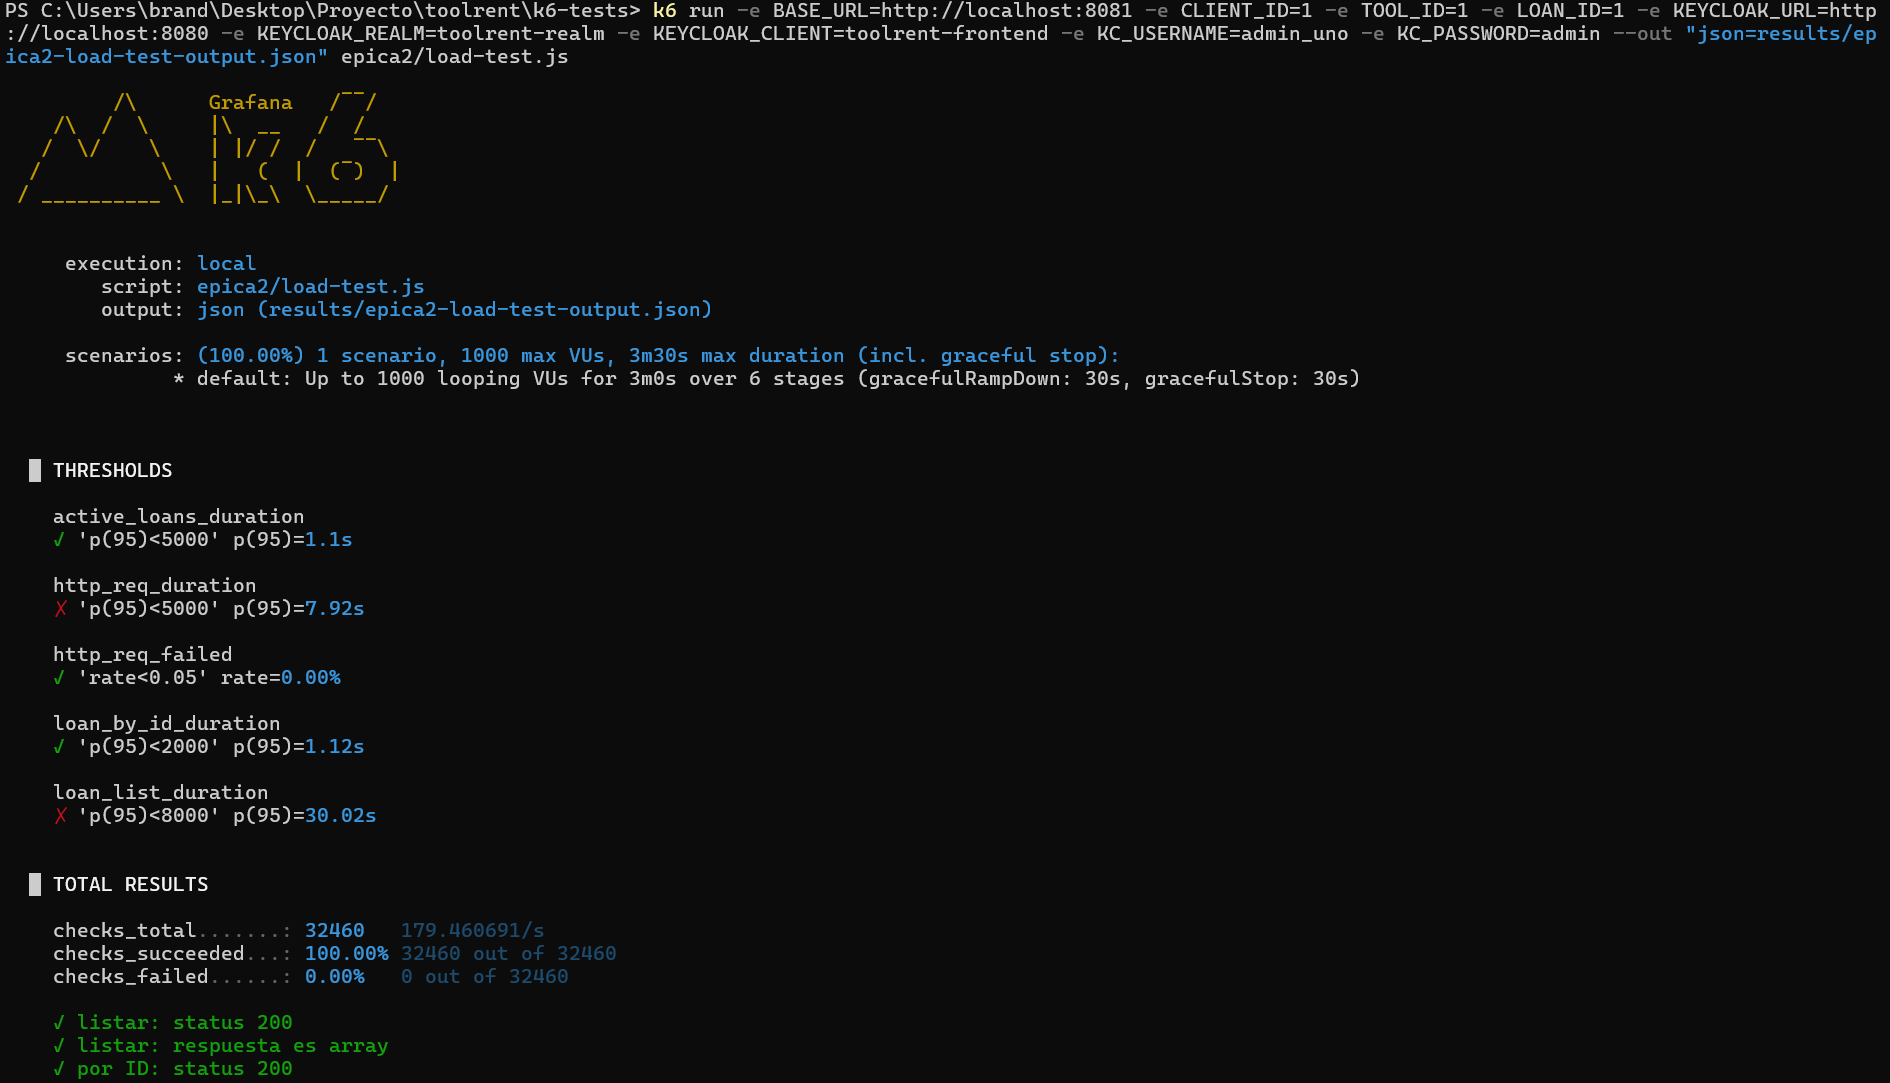 PS C:\Users\brand\Desktop\Proyecto\toolrent\k6-tests> k6 run -e BASE_URL=http://localhost:8081 -e CLIENT_ID=1 -e TOOL_ID=1 -e LOAN_ID=1 -e KEYCLOAK_URL=http
://localhost:8080 -e KEYCLOAK_REALM=toolrent-realm -e KEYCLOAK_CLIENT=toolrent-frontend -e KC_USERNAME=admin_uno -e KC_PASSWORD=admin --out "json=results/ep
ica2-load-test-output.json" epica2/load-test.js
Grafana
execution: local
script: epica2/load-test.js
output: json (results/epica2-load-test-output.json)
scenarios: (100.00%) 1 scenario, 1000 max VUs, 3m30s max duration (incl. graceful stop):
* default: Up to 1000 looping VUs for 3m0s over 6 stages (gracefulRampDown: 30s, gracefulStop: 30s)
█ THRESHOLDS
active_loans_duration
✓ 'p(95)<5000' p(95)=1.1s
http_req_duration
✗ 'p(95)<5000' p(95)=7.92s
http_req_failed
✓ 'rate<0.05' rate=0.00%
loan_by_id_duration
✓ 'p(95)<2000' p(95)=1.12s
loan_list_duration
✗ 'p(95)<8000' p(95)=30.02s
█ TOTAL RESULTS
checks_total.......: 32460 179.460691/s
checks_succeeded...: 100.00% 32460 out of 32460
checks_failed......: 0.00% 0 out of 32460
✓ listar: status 200
✓ listar: respuesta es array
✓ por ID: status 200